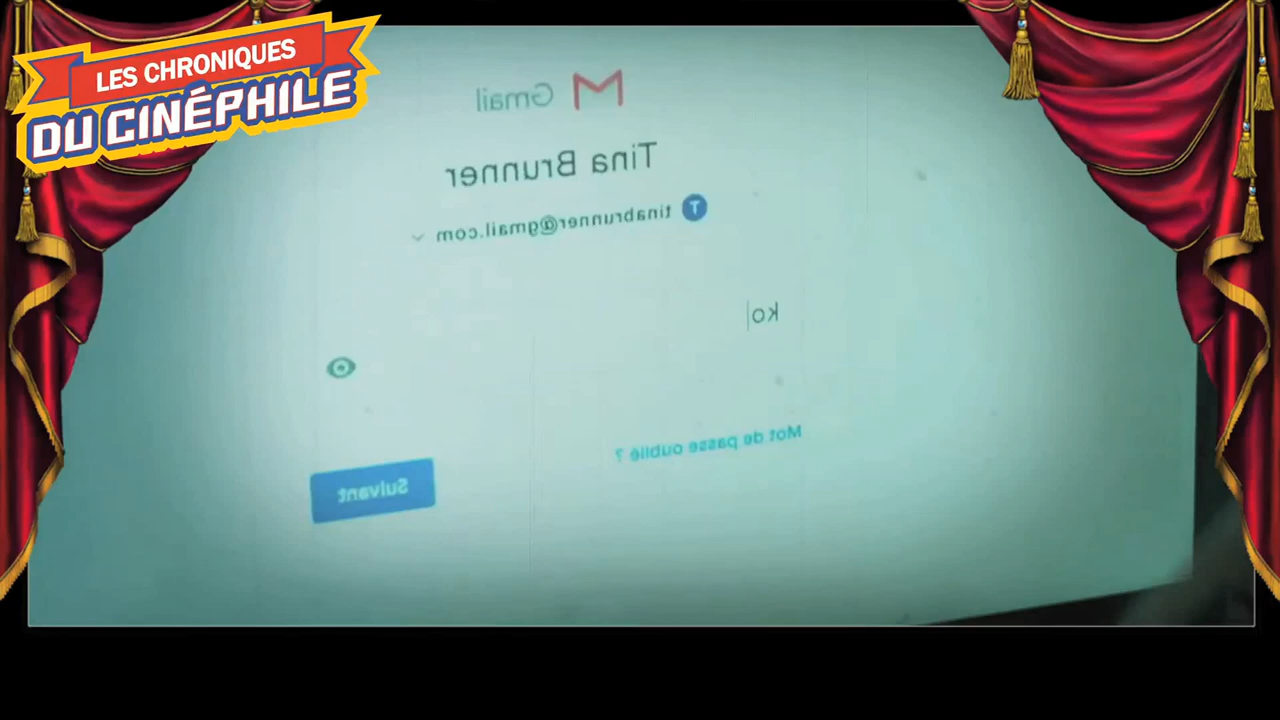 LES CHRONIQUES
DU CINÉPHILE
Gmail
Tina Brunner
T tinabrunner@gmail.com
ko
Mot de passe oublié ?
Suivant